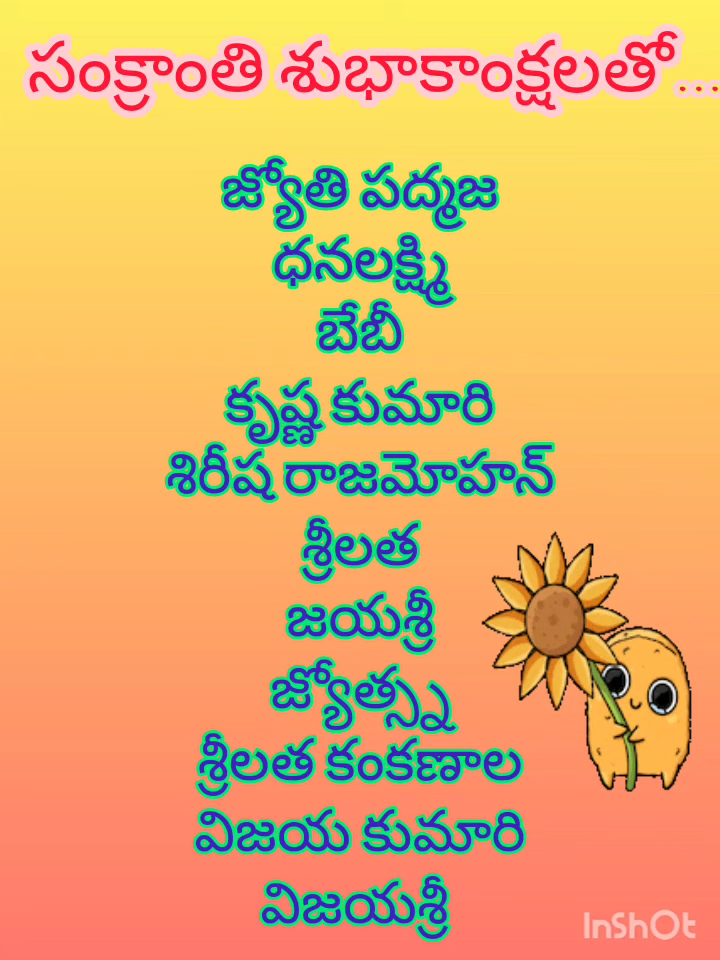 సంక్రాంతి శుభాకాంక్షలతో...
జ్యోతి పద్మజ
ధనలక్ష్మి
బేబీ
కృష్ణ కుమారి
శిరీష రాజమోహన్
శ్రీలత
జయశ్రీ
జ్యోత్స్న
శ్రీలత కంకణాల
విజయ కుమారి
విజయశ్రీ
InShOt